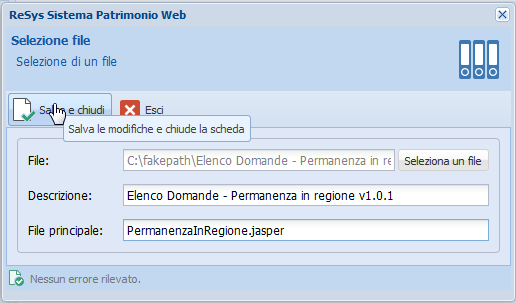 ReSys Sistema Patrimonio Web
Selezione file
Selezione di un file
Salva e chiudi Esci
Salva le modifiche e chiude la scheda
File: C:\fakepath\Elenco Domande - Permanenza in re Seleziona un file
Descrizione: Elenco Domande - Permanenza in regione v1.0.1
File principale: PermanenzaInRegione.jasper
Nessun errore rilevato.